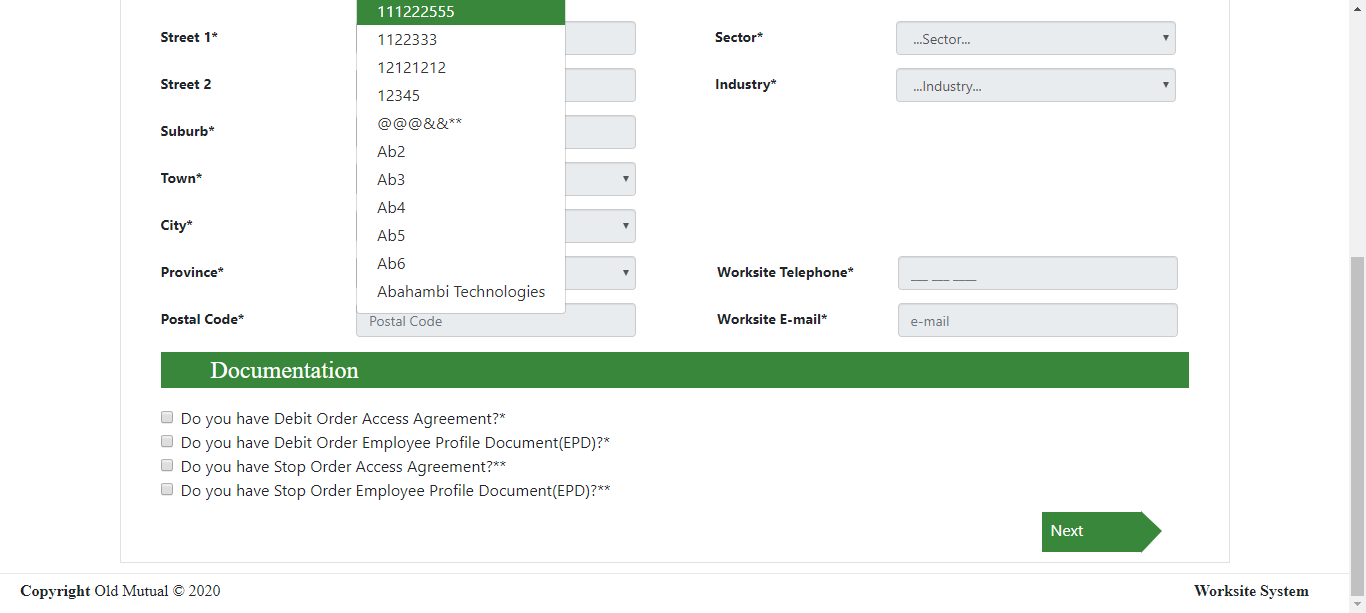 111222555
1122333
12121212
12345
@@@&&**
Ab2
Ab3
Ab4
Ab5
Ab6
Abahambi Technologies
Street 1*
Street 2
Suburb*
Town*
City*
Province*
Postal Code* Postal Code
Sector* ...Sector...
Industry* ...Industry...
Worksite Telephone* ___ ___ ____
Worksite E-mail* e-mail
Documentation
Do you have Debit Order Access Agreement?*
Do you have Debit Order Employee Profile Document(EPD)?*
Do you have Stop Order Access Agreement?**
Do you have Stop Order Employee Profile Document(EPD)?**
Next
Copyright Old Mutual © 2020
Worksite System